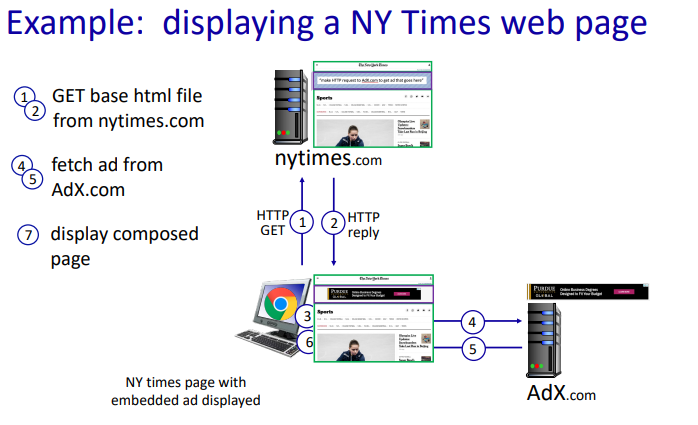 Example: displaying a NY Times web page
1
2
GET base html file
from nytimes.com
4
5
fetch ad from
AdX.com
7
display composed
page
The New York Times
"make HTTP request to AdX.com to get ad that goes here"
Sports
Olympics Live
Updates:
nytimes.com
HTTP
GET
1
2
HTTP
reply
The New York Times
PURDUE
GLOBAL
Online Business Degrees
Designed to Fit Your Budget
Sports
3
6
4
5
PURDUE
GLOBAL
Online Business Degrees
Designed to Fit Your Budget
AdX.com
NY times page with
embedded ad displayed